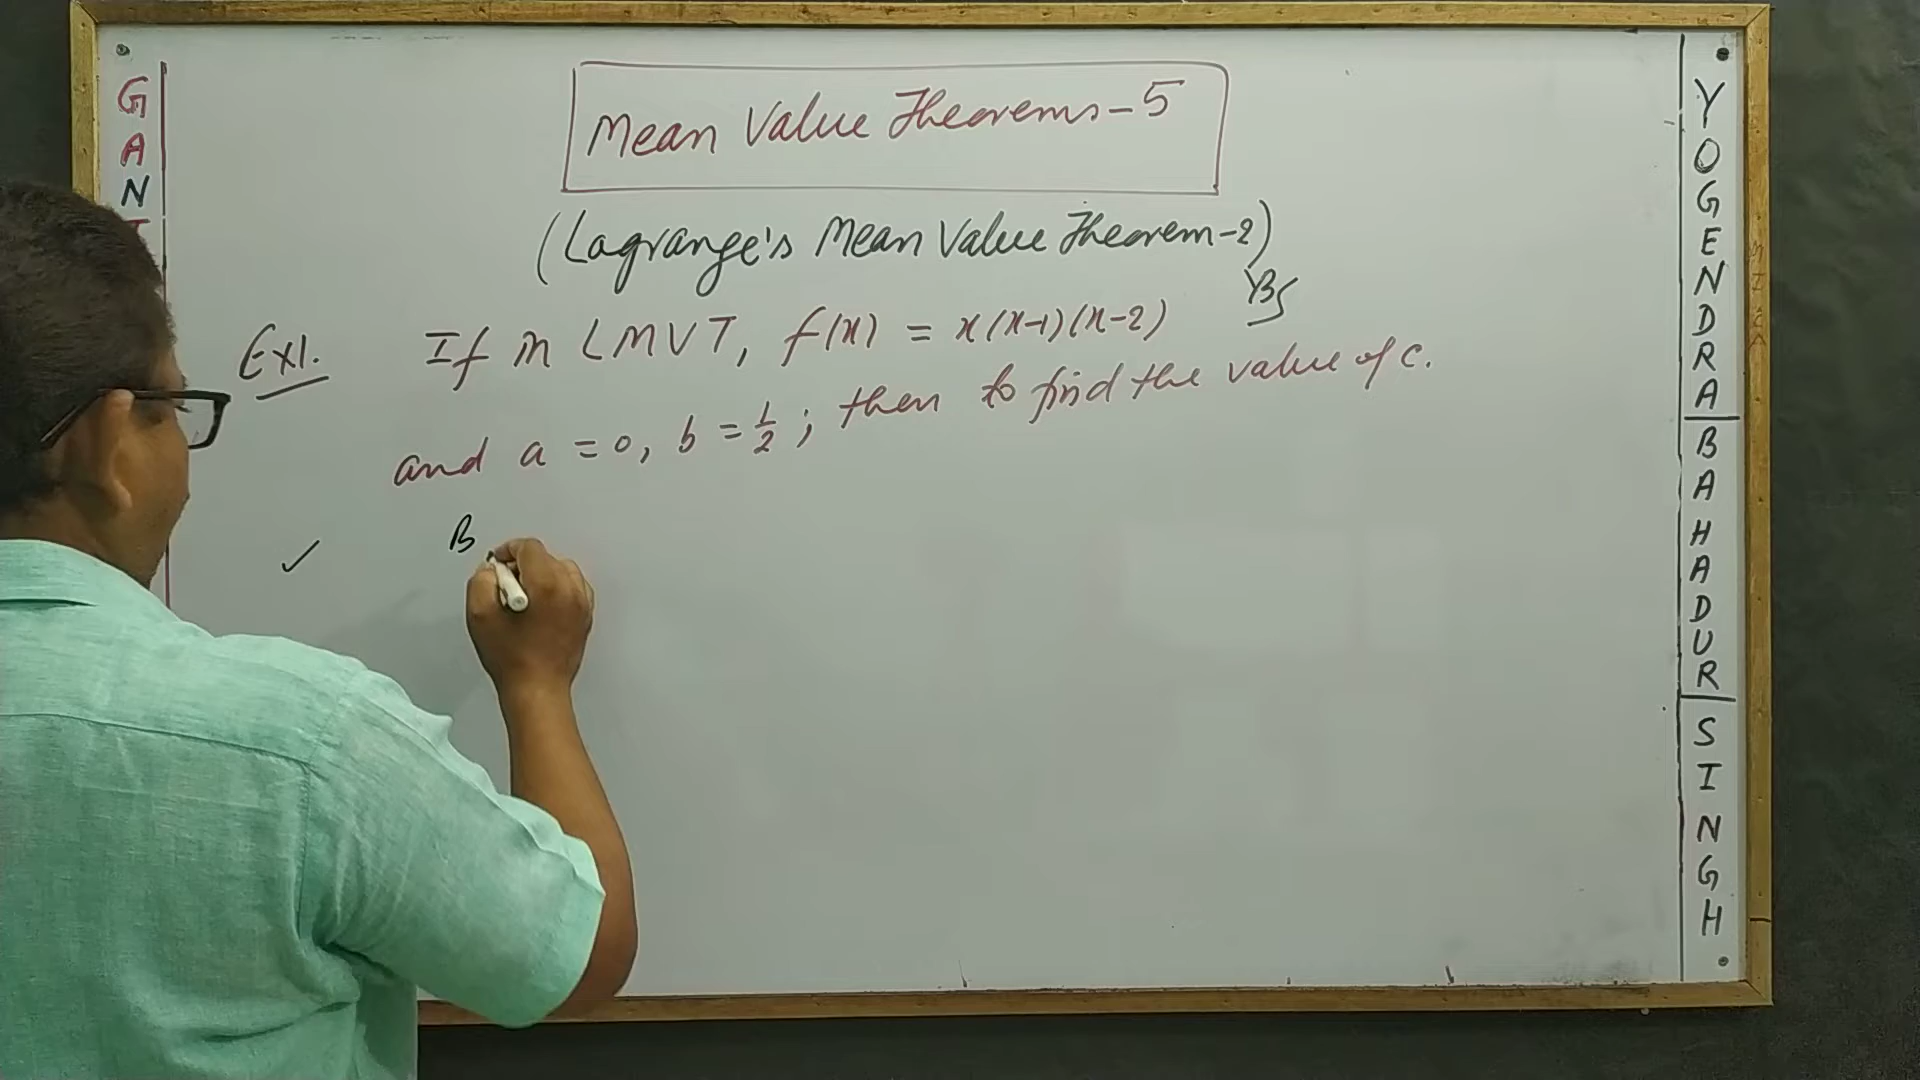 Mean Value Theorems-5
(Lagrange's Mean Value Theorem-2)
YBS
Ex1. If in LMVT, f(x) = x(x-1)(x-2)
and a = 0, b = 1/2; then to find the value of c.
B
GAN
YOGENDRA
BAHADUR
SINGH